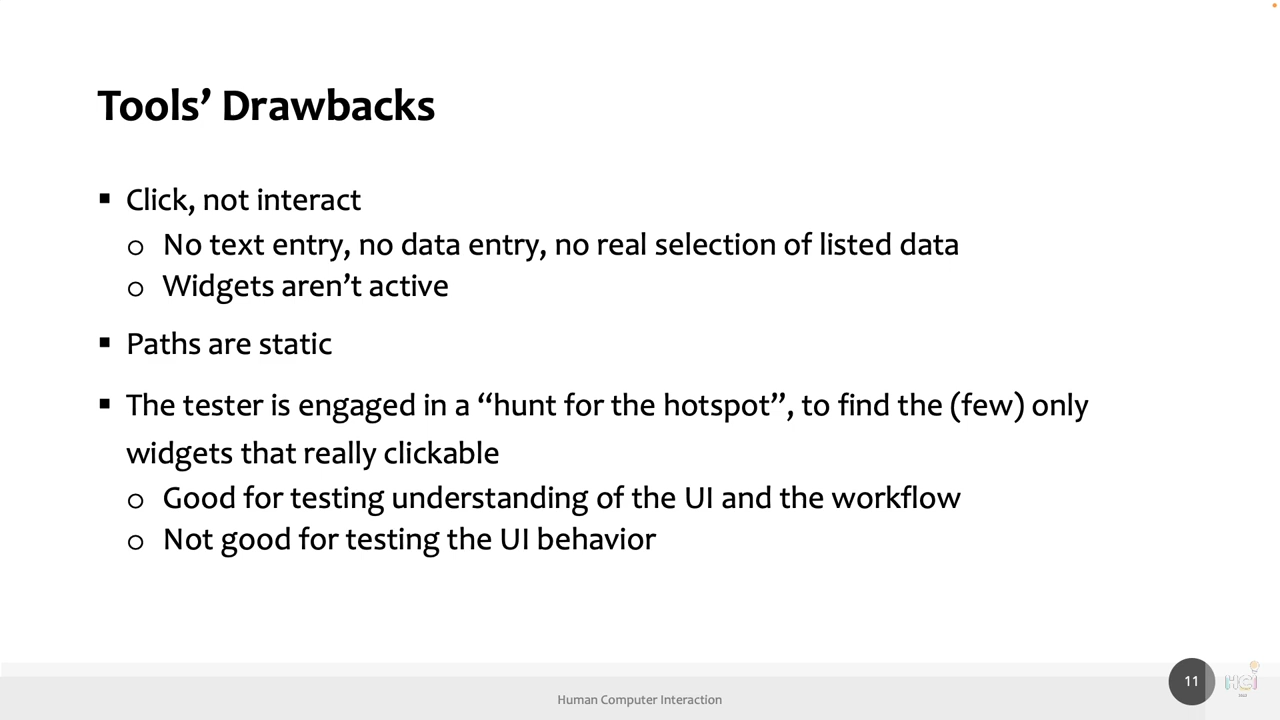 Tools’ Drawbacks
▪ Click, not interact
o No text entry, no data entry, no real selection of listed data
o Widgets aren’t active
▪ Paths are static
▪ The tester is engaged in a “hunt for the hotspot”, to find the (few) only
widgets that really clickable
o Good for testing understanding of the UI and the workflow
o Not good for testing the UI behavior
Human Computer Interaction
11
HCI